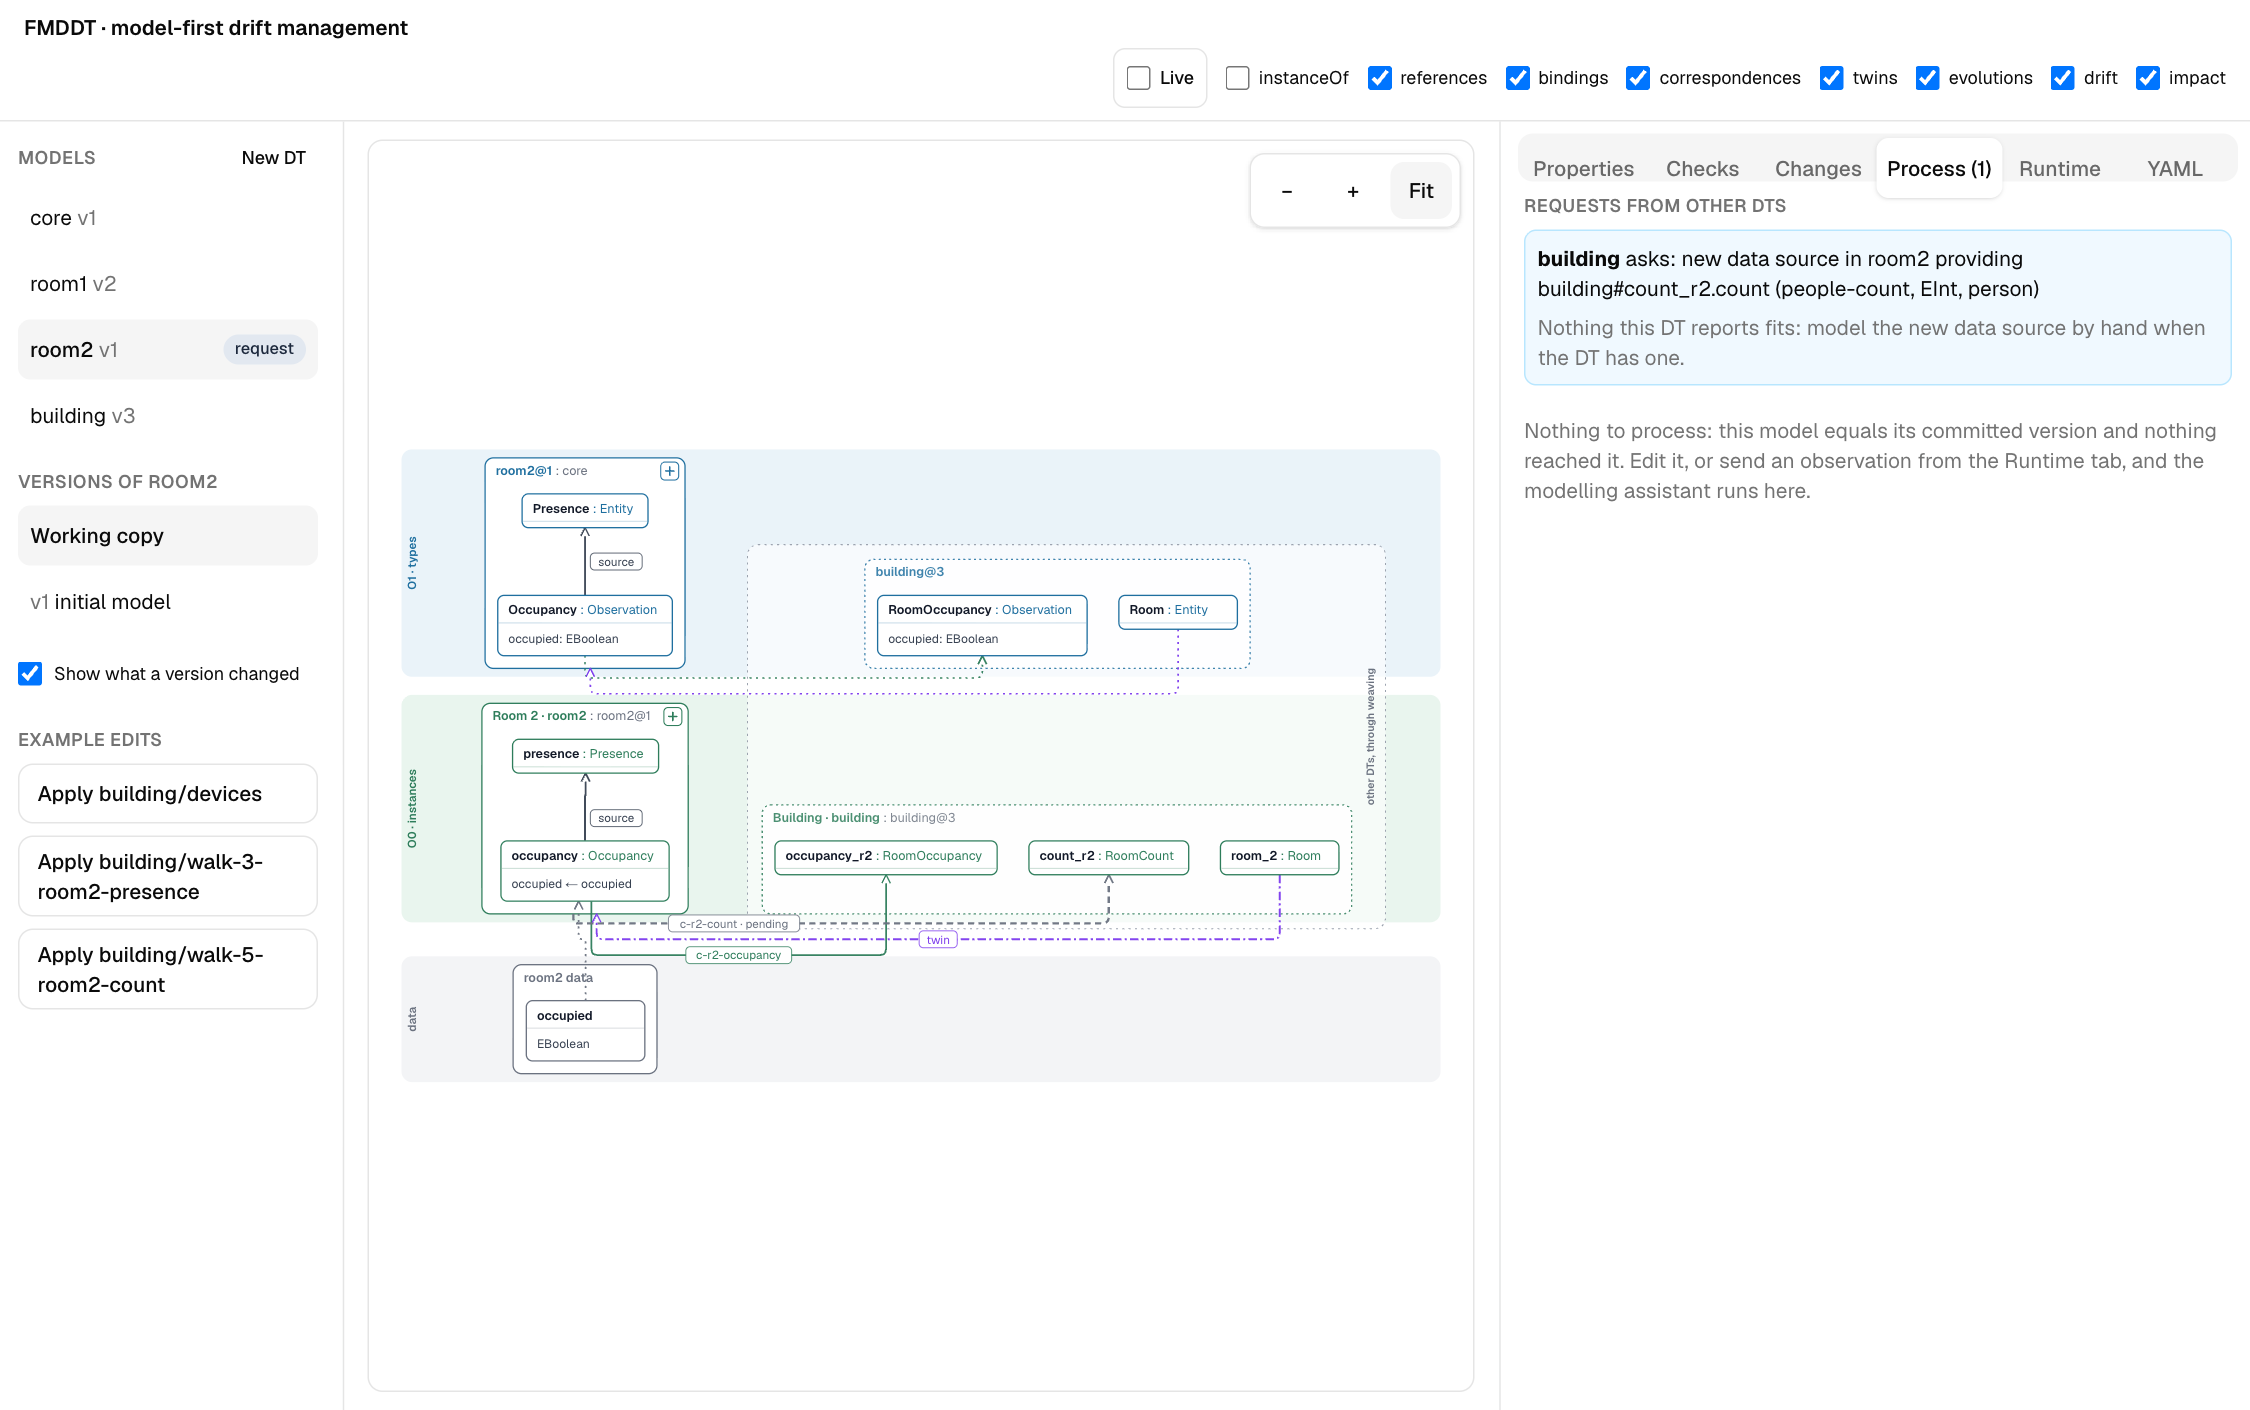 FMDDT · model-first drift management
Live
instanceOf
references
bindings
correspondences
twins
evolutions
drift
impact
MODELS
New DT
core v1
room1 v2
room2 v1
request
building v3
VERSIONS OF ROOM2
Working copy
v1 initial model
Show what a version changed
EXAMPLE EDITS
Apply building/devices
Apply building/walk-3-
room2-presence
Apply building/walk-5-
room2-count
−
+
Fit
O1 · types
room2@1 : core
+
Presence : Entity
source
Occupancy : Observation
occupied: EBoolean
building@3
RoomOccupancy : Observation
occupied: EBoolean
Room : Entity
other DTs, through weaving
O0 · instances
Room 2 · room2 : room2@1
+
presence : Presence
source
occupancy : Occupancy
occupied ← occupied
Building · building : building@3
occupancy_r2 : RoomOccupancy
count_r2 : RoomCount
room_2 : Room
c-r2-count · pending
twin
c-r2-occupancy
data
room2 data
occupied
EBoolean
Properties
Checks
Changes
Process (1)
Runtime
YAML
REQUESTS FROM OTHER DTS
building asks: new data source in room2 providing
building#count_r2.count (people-count, EInt, person)
Nothing this DT reports fits: model the new data source by hand when
the DT has one.
Nothing to process: this model equals its committed version and nothing
reached it. Edit it, or send an observation from the Runtime tab, and the
modelling assistant runs here.